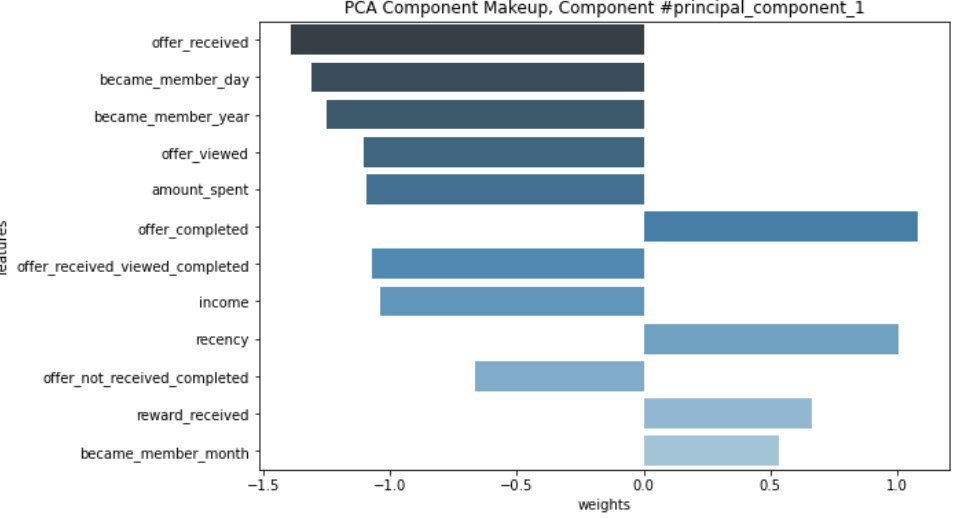 PCA Component Makeup, Component #principal_component_1
offer_received
became_member_day
became_member_year
offer_viewed
amount_spent
offer_completed
features
offer_received_viewed_completed
income
recency
offer_not_received_completed
reward_received
became_member_month
−1.5 −1.0 −0.5 0.0 0.5 1.0
weights